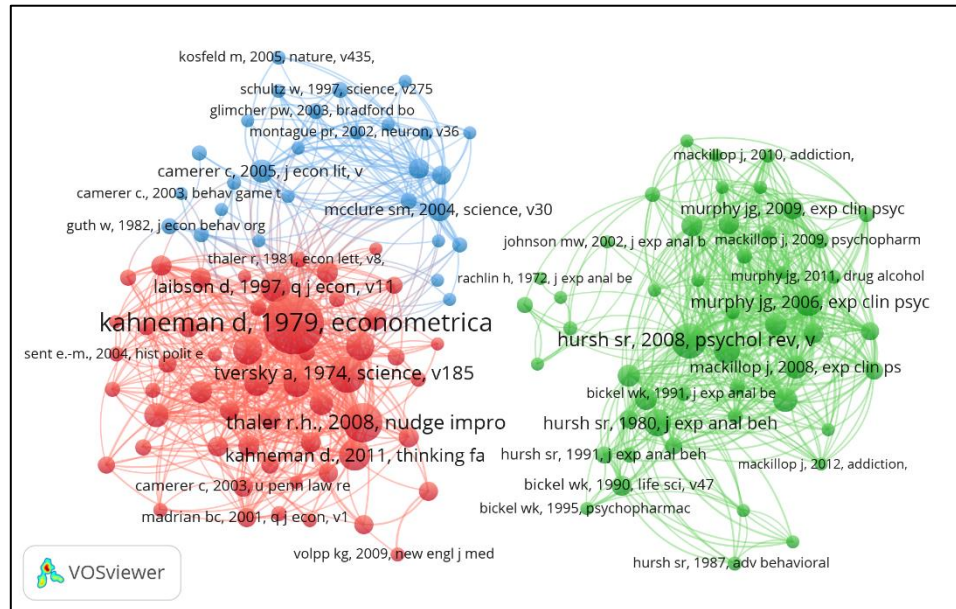 kosfeld m, 2005, nature, v435,
schultz w, 1997, science, v275
glimcher pw, 2003, bradford bo
montague pr, 2002, neuron, v36
camerer c, 2005, j econ lit, v
camerer c., 2003, behav game t
mcclure sm, 2004, science, v30
guth w, 1982, j econ behav org
thaler r, 1981, econ lett, v8,
laibson d, 1997, q j econ, v11
kahneman d, 1979, econometrica
sent e.-m., 2004, hist polit e
tversky a, 1974, science, v185
thaler r.h., 2008, nudge impro
kahneman d., 2011, thinking fa
camerer c, 2003, u penn law re
madrian bc, 2001, q j econ, v1
volpp kg, 2009, new engl j med
mackillop j, 2010, addiction,
murphy jg, 2009, exp clin psyc
johnson mw, 2002, j exp anal b
mackillop j, 2009, psychopharm
rachlin h, 1972, j exp anal be
murphy jg, 2011, drug alcohol
murphy jg, 2006, exp clin psyc
hursh sr, 2008, psychol rev, v
mackillop j, 2008, exp clin ps
bickel wk, 1991, j exp anal be
hursh sr, 1980, j exp anal beh
hursh sr, 1991, j exp anal beh
mackillop j, 2012, addiction,
bickel wk, 1990, life sci, v47
bickel wk, 1995, psychopharmac
hursh sr, 1987, adv behavioral
VOSviewer